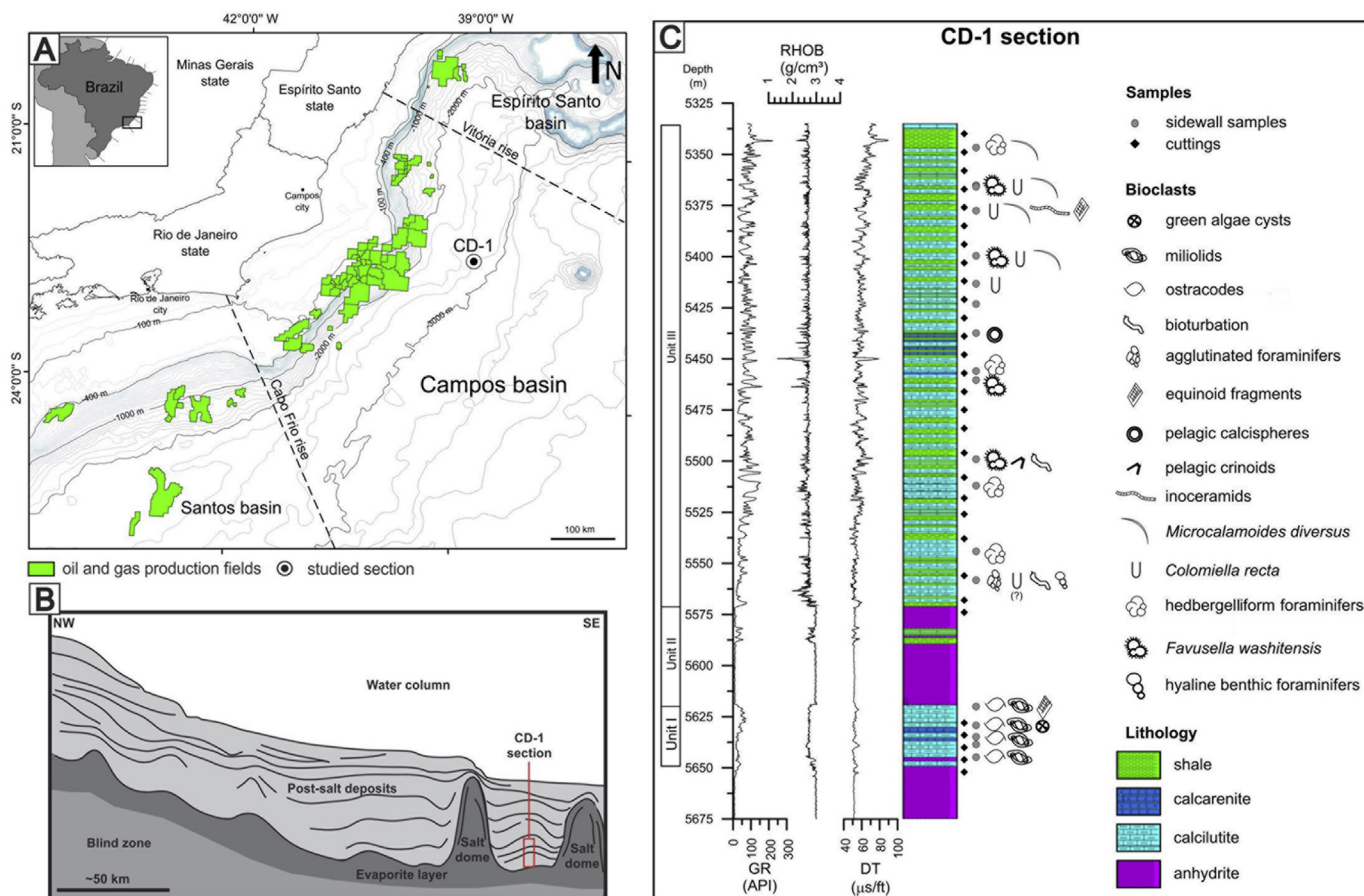 A
42°00" W
39°00" W
Brazil
Minas Gerais
state
Espírito Santo
state
N
Espírito Santo
basin
21°0'0" S
24°0'0" S
Vitória rise
-400 m
-1000 m
-100 m
-2000 m
Campos
city
Rio de Janeiro
state
CD-1
Rio de Janeiro
city
-100 m
-2000 m
-3000 m
Campos basin
-400 m
-1000 m
Cabo Frio rise
Santos basin
100 km
oil and gas production fields
studied section
B
NW
SE
Water column
CD-1
section
Post-salt deposits
Blind zone
Salt
dome
Salt
dome
Evaporite layer
~50 km
C
CD-1 section
RHOB
(g/cm³)
Depth
(m)
1 2 3 4
5325
5350
5375
5400
5425
5450
5475
5500
5525
5550
5575
5600
5625
5650
5675
Unit III
Unit II
Unit I
(?)
0 100 200 300
GR
(API)
40 60 80 100
DT
(µs/ft)
Samples
sidewall samples
cuttings
Bioclasts
green algae cysts
miliolids
ostracodes
bioturbation
agglutinated foraminifers
equinoid fragments
pelagic calcispheres
pelagic crinoids
inoceramids
Microcalamoides diversus
Colomiella recta
hedbergelliform foraminifers
Favusella washitensis
hyaline benthic foraminifers
Lithology
shale
calcarenite
calcilutite
anhydrite